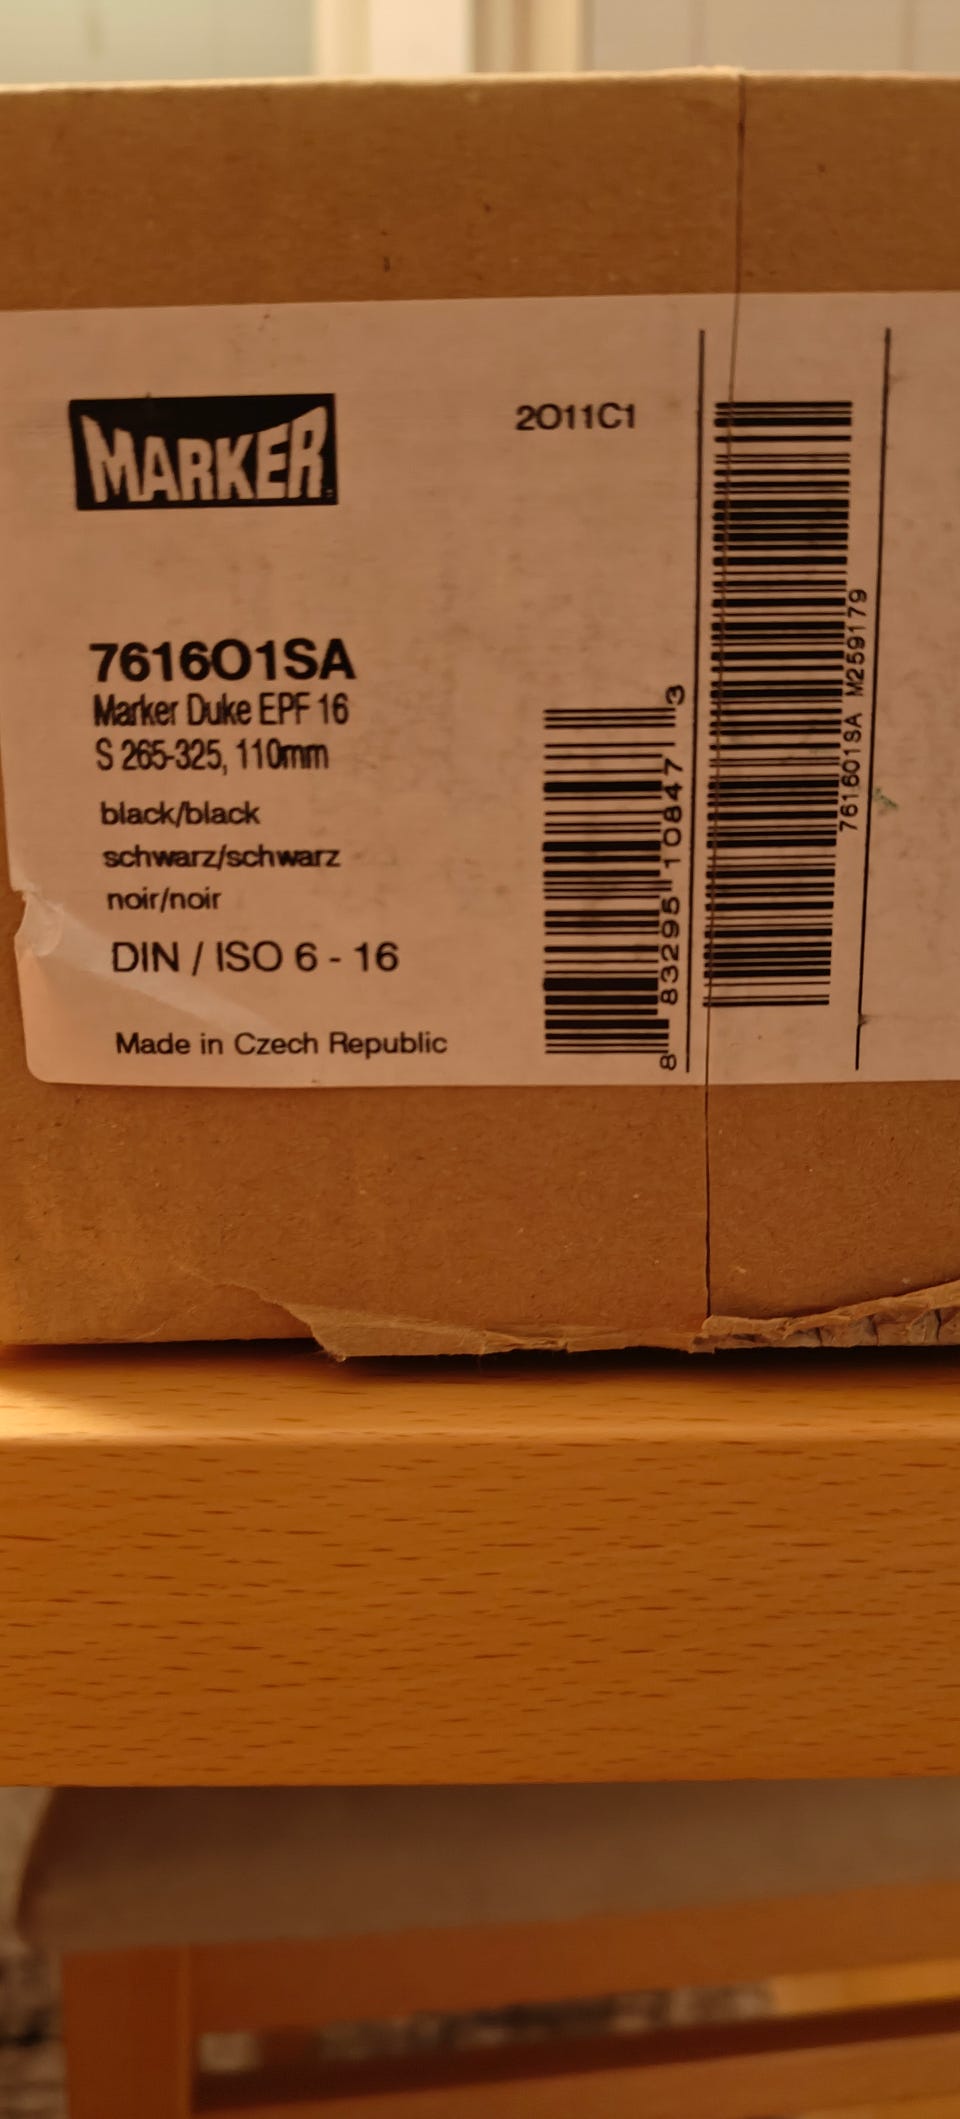 MARKER
2011C1
761601SA
Marker Duke EPF 16
S 265-325, 110mm
black/black
schwarz/schwarz
noir/noir
DIN / ISO 6 - 16
Made in Czech Republic
8 83295 10847 3
761601SA M259179